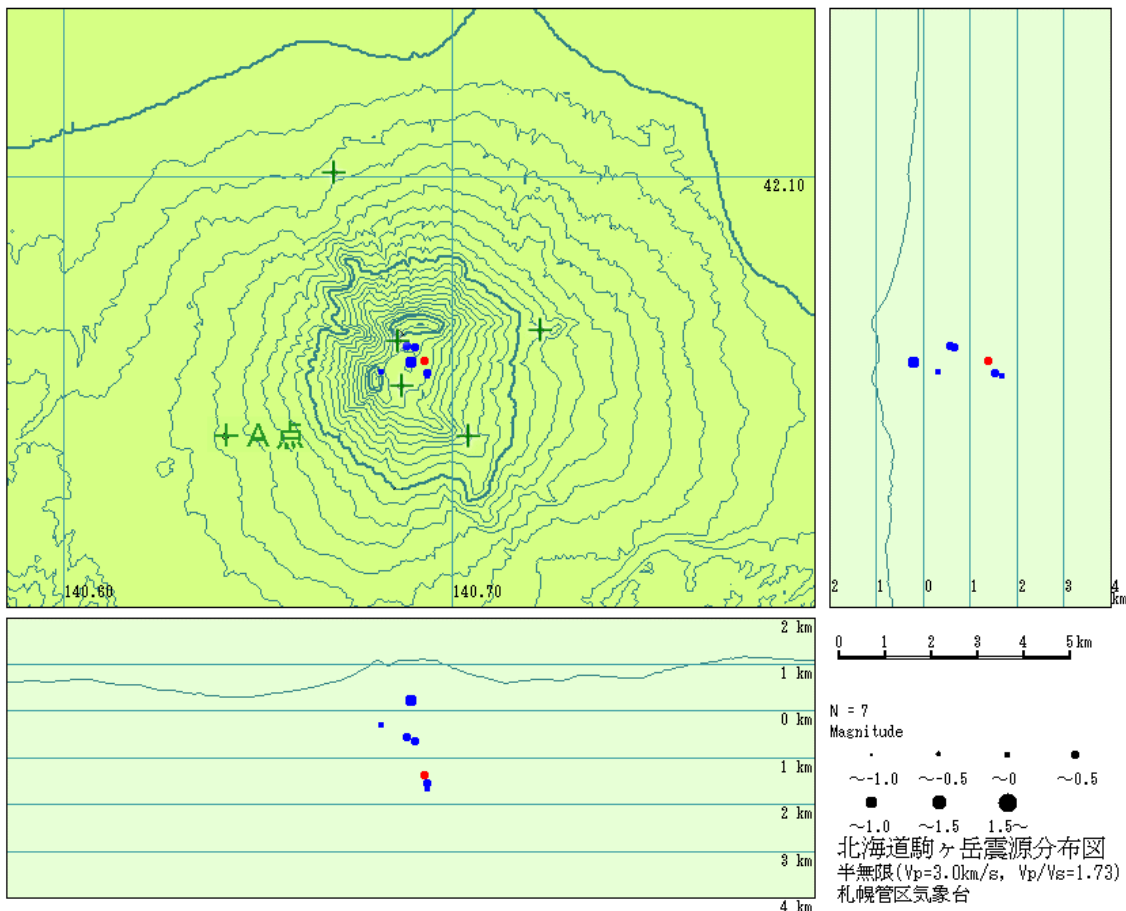 42.10
A点
140.60
140.70
2 1 0 1 2 3 4
km
2 km
1 km
0 km
1 km
2 km
3 km
4 km
0 1 2 3 4 5km
N = 7
Magnitude
～-1.0 ～-0.5 ～0 ～0.5
～1.0 ～1.5 1.5～
北海道駒ヶ岳震源分布図
半無限(Vp=3.0km/s, Vp/Vs=1.73)
札幌管区気象台